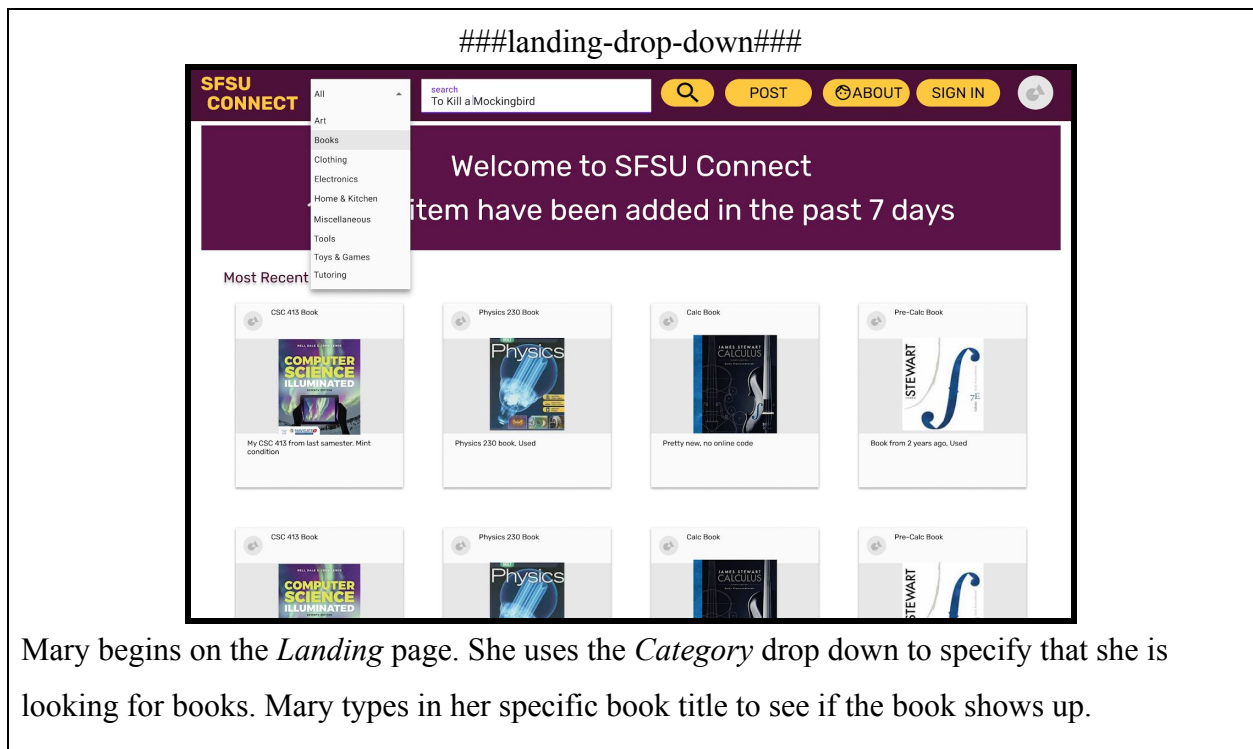 ###landing-drop-down###
SFSU
CONNECT
All
search
To Kill a Mockingbird
POST
ABOUT
SIGN IN
Art
Books
Clothing
Electronics
Home & Kitchen
Miscellaneous
Tools
Toys & Games
Tutoring
Welcome to SFSU Connect
item have been added in the past 7 days
Most Recent
CSC 413 Book
Physics 230 Book
Calc Book
Pre-Calc Book
COMPUTER
SCIENCE
ILLUMINATED
Physics
JAMES STEWART
CALCULUS
STEWART
7E
My CSC 413 from last samester. Mint
condition
Physics 230 book, Used
Pretty new, no online code
Book from 2 years ago, Used
CSC 413 Book
Physics 230 Book
Calc Book
Pre-Calc Book
COMPUTER
SCIENCE
ILLUMINATED
Physics
JAMES STEWART
CALCULUS
STEWART
Mary begins on the Landing page. She uses the Category drop down to specify that she is
looking for books. Mary types in her specific book title to see if the book shows up.